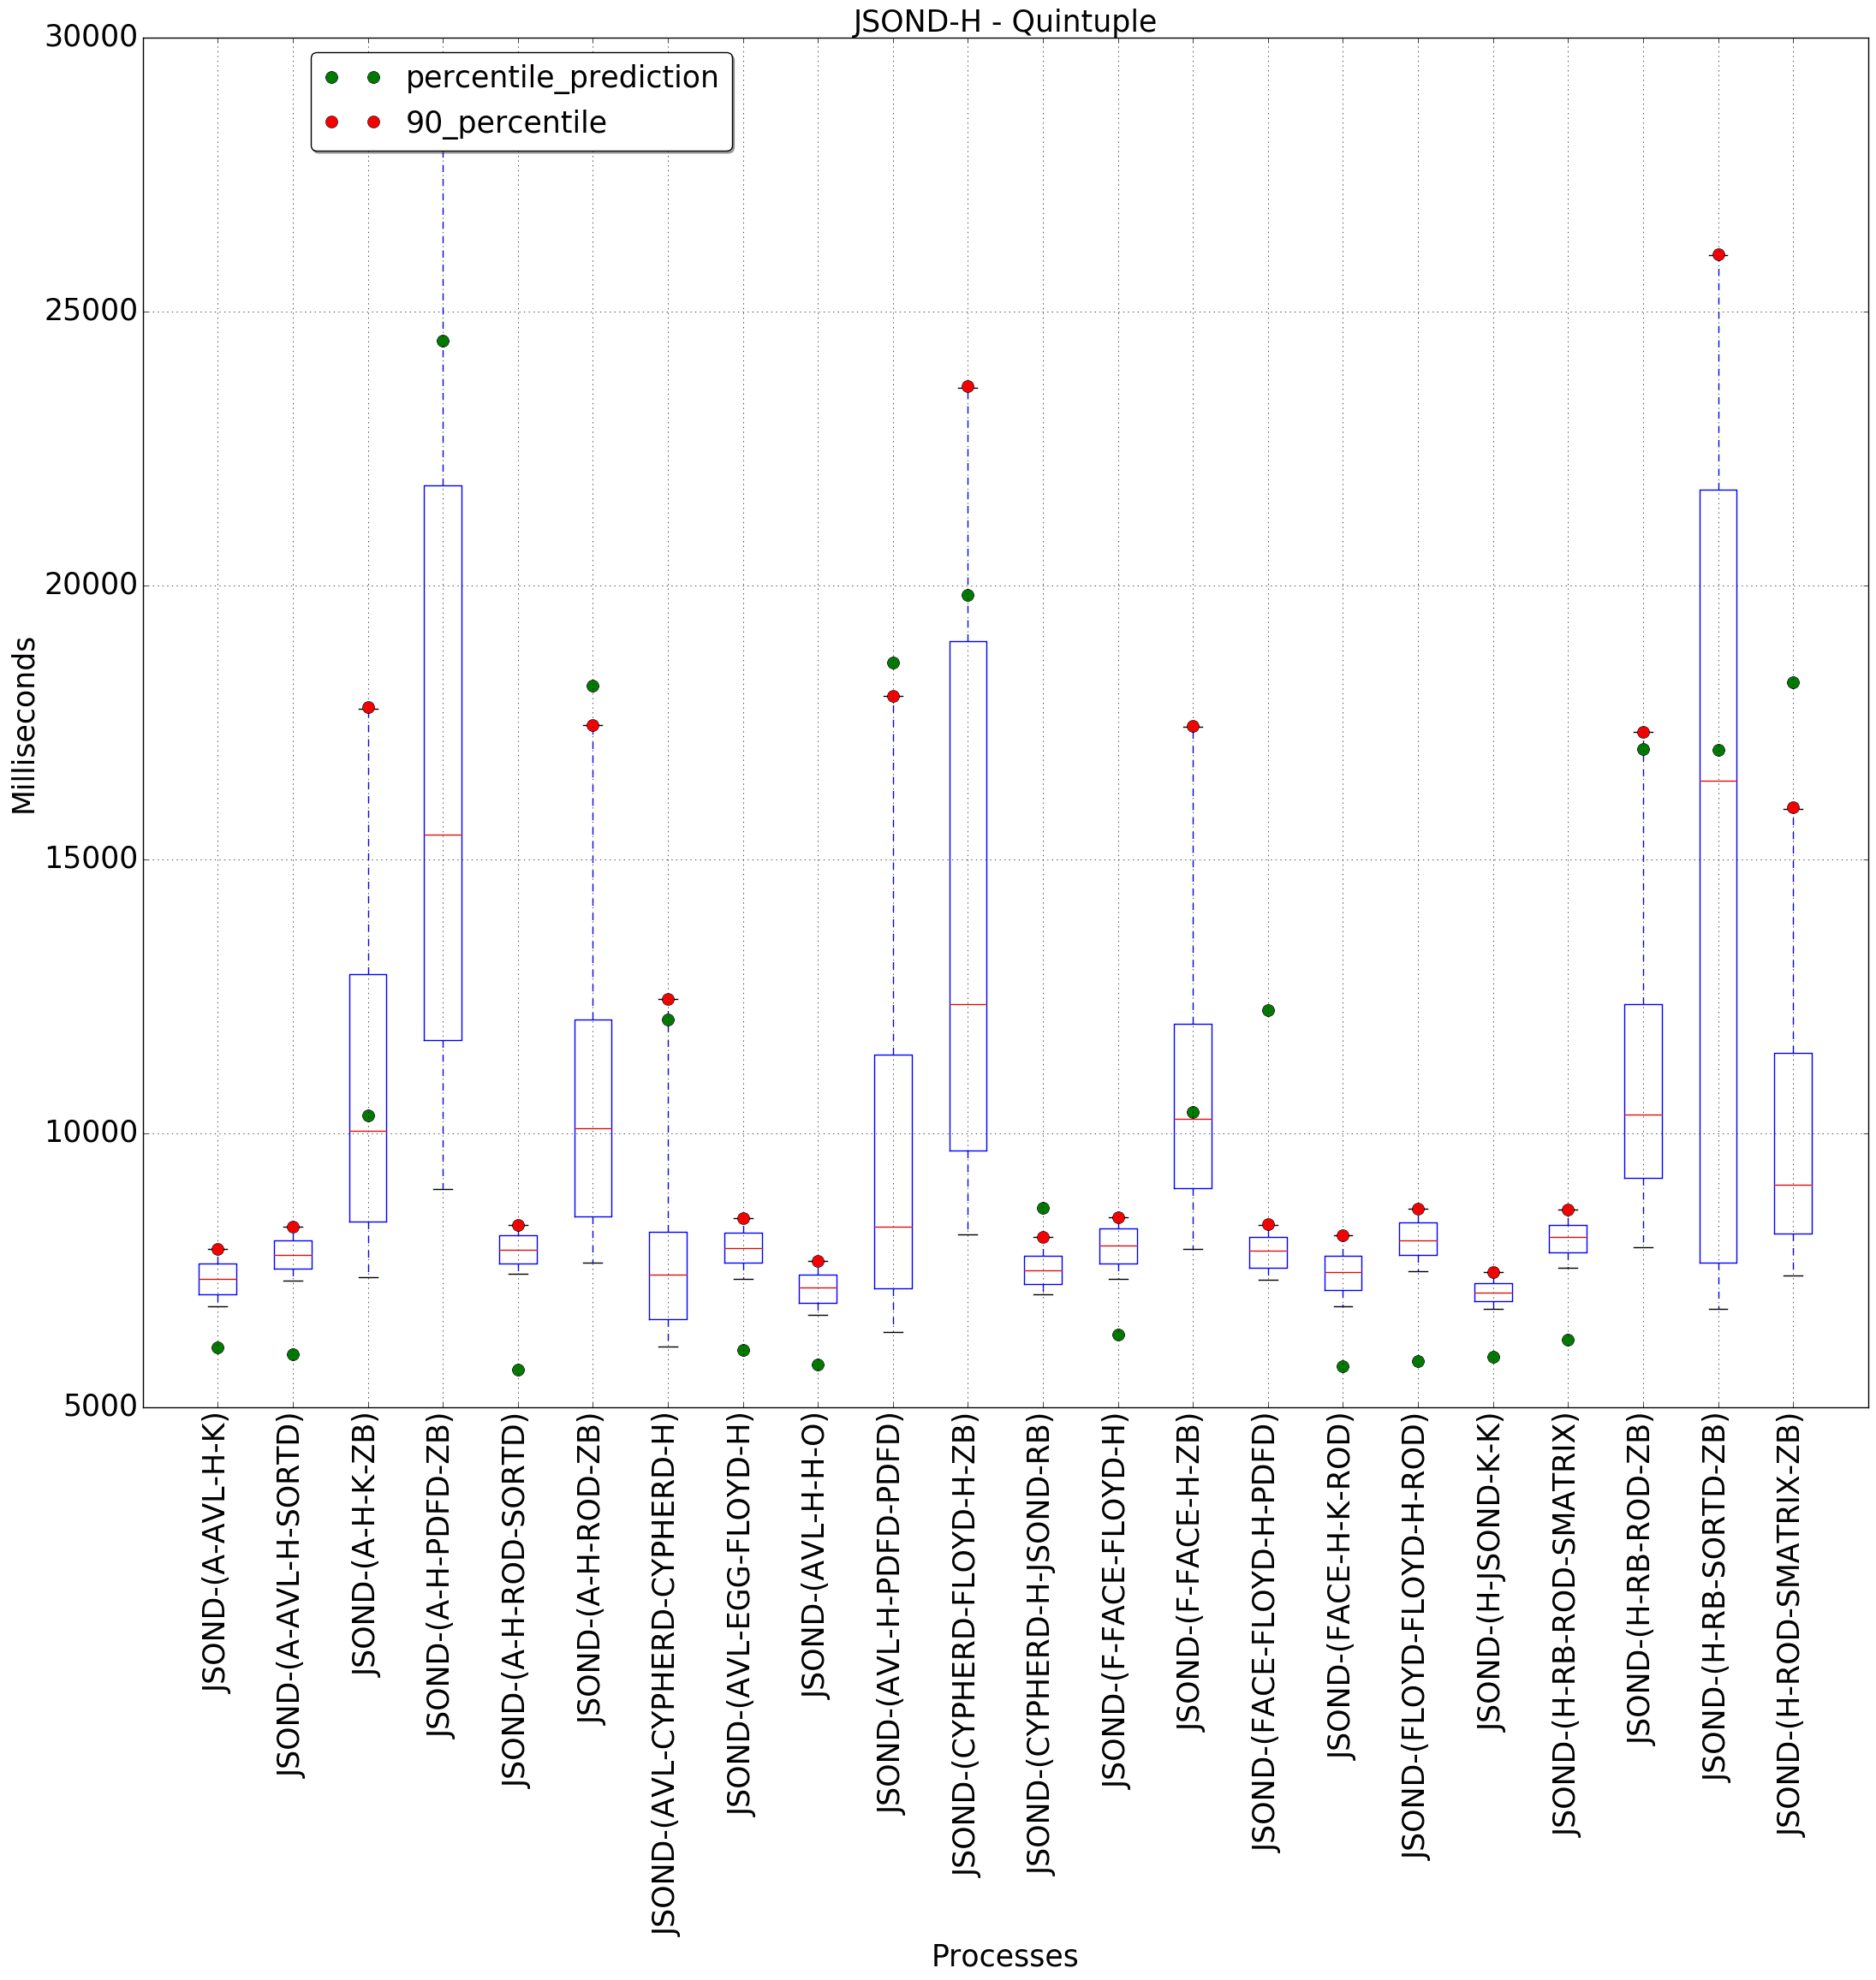 JSOND-H - Quintuple
percentile_prediction
90_percentile
30000
25000
20000
15000
10000
5000
Milliseconds
JSOND-(A-AVL-H-K)
JSOND-(A-AVL-H-SORTD)
JSOND-(A-H-K-ZB)
JSOND-(A-H-PDFD-ZB)
JSOND-(A-H-ROD-SORTD)
JSOND-(A-H-ROD-ZB)
JSOND-(AVL-CYPHERD-CYPHERD-H)
JSOND-(AVL-EGG-FLOYD-H)
JSOND-(AVL-H-H-O)
JSOND-(AVL-H-PDFD-PDFD)
JSOND-(CYPHERD-FLOYD-H-ZB)
JSOND-(CYPHERD-H-JSOND-RB)
JSOND-(F-FACE-FLOYD-H)
JSOND-(F-FACE-H-ZB)
JSOND-(FACE-FLOYD-H-PDFD)
JSOND-(FACE-H-K-ROD)
JSOND-(FLOYD-FLOYD-H-ROD)
JSOND-(H-JSOND-K-K)
JSOND-(H-RB-ROD-SMATRIX)
JSOND-(H-RB-ROD-ZB)
JSOND-(H-RB-SORTD-ZB)
JSOND-(H-ROD-SMATRIX-ZB)
Processes